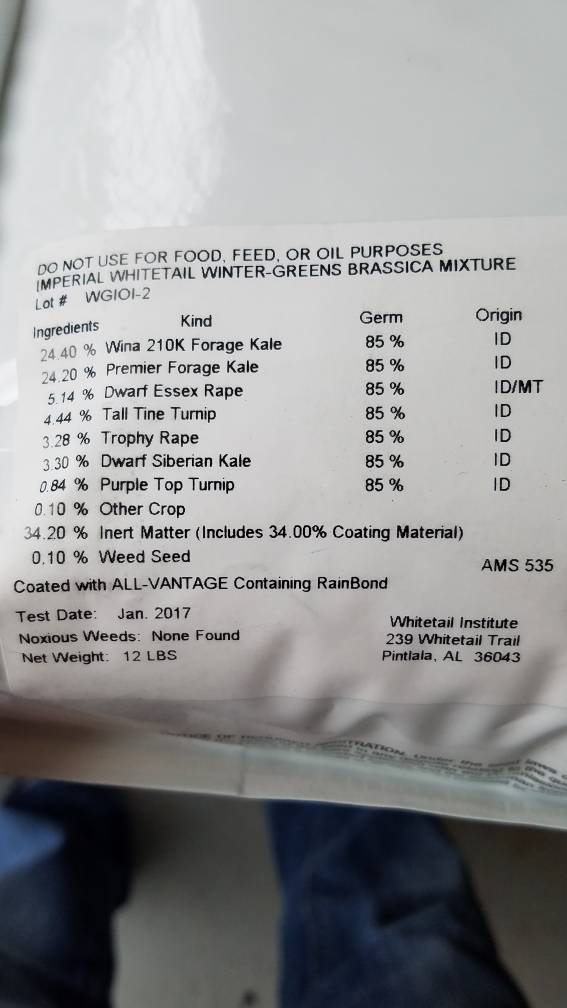 DO NOT USE FOR FOOD, FEED, OR OIL PURPOSES
IMPERIAL WHITETAIL WINTER-GREENS BRASSICA MIXTURE
Lot # WGIOI-2
Ingredients Kind Germ Origin
24.40 % Wina 210K Forage Kale 85 % ID
24.20 % Premier Forage Kale 85 % ID
5.14 % Dwarf Essex Rape 85 % ID/MT
4.44 % Tall Tine Turnip 85 % ID
3.28 % Trophy Rape 85 % ID
3.30 % Dwarf Siberian Kale 85 % ID
0.84 % Purple Top Turnip 85 % ID
0.10 % Other Crop
34.20 % Inert Matter (Includes 34.00% Coating Material)
0.10 % Weed Seed
AMS 535
Coated with ALL-VANTAGE Containing RainBond
Test Date: Jan. 2017
Noxious Weeds: None Found
Net Weight: 12 LBS
Whitetail Institute
239 Whitetail Trail
Pintlala, AL 36043